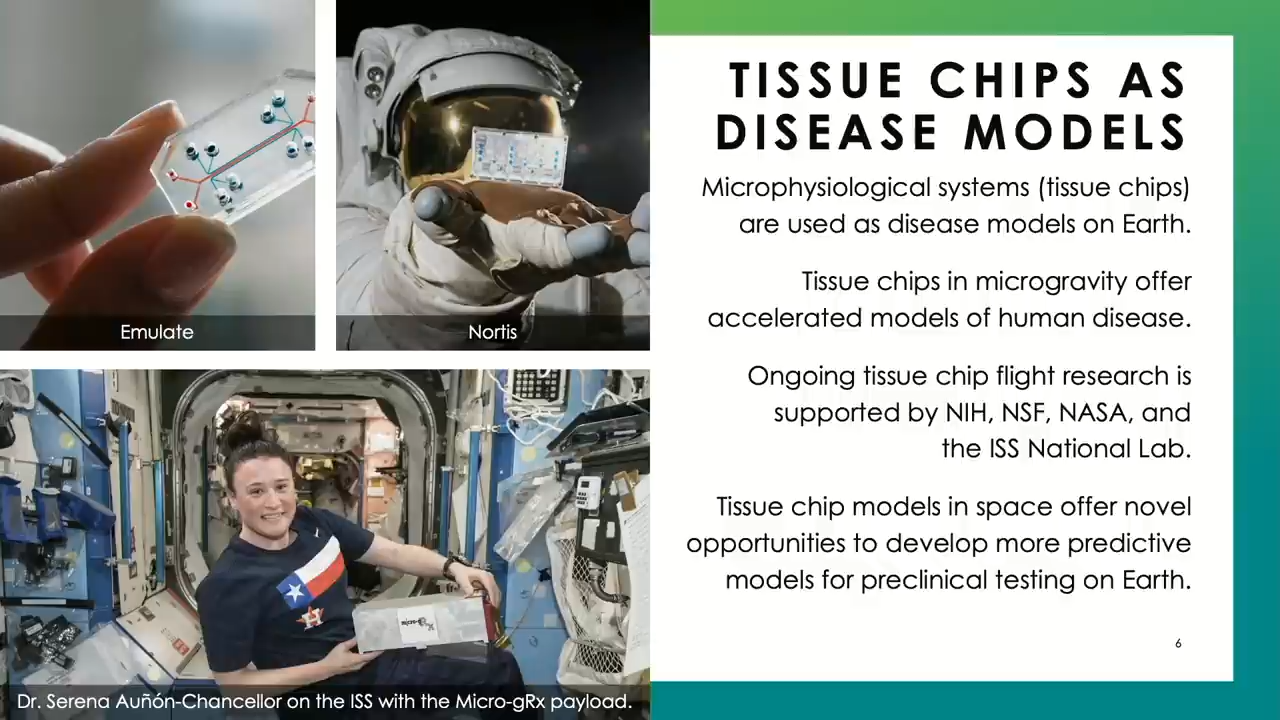 TISSUE CHIPS AS
DISEASE MODELS
Microphysiological systems (tissue chips)
are used as disease models on Earth.
Tissue chips in microgravity offer
accelerated models of human disease.
Ongoing tissue chip flight research is
supported by NIH, NSF, NASA, and
the ISS National Lab.
Tissue chip models in space offer novel
opportunities to develop more predictive
models for preclinical testing on Earth.
6
Emulate
Nortis
Dr. Serena Auñón-Chancellor on the ISS with the Micro-gRx payload.